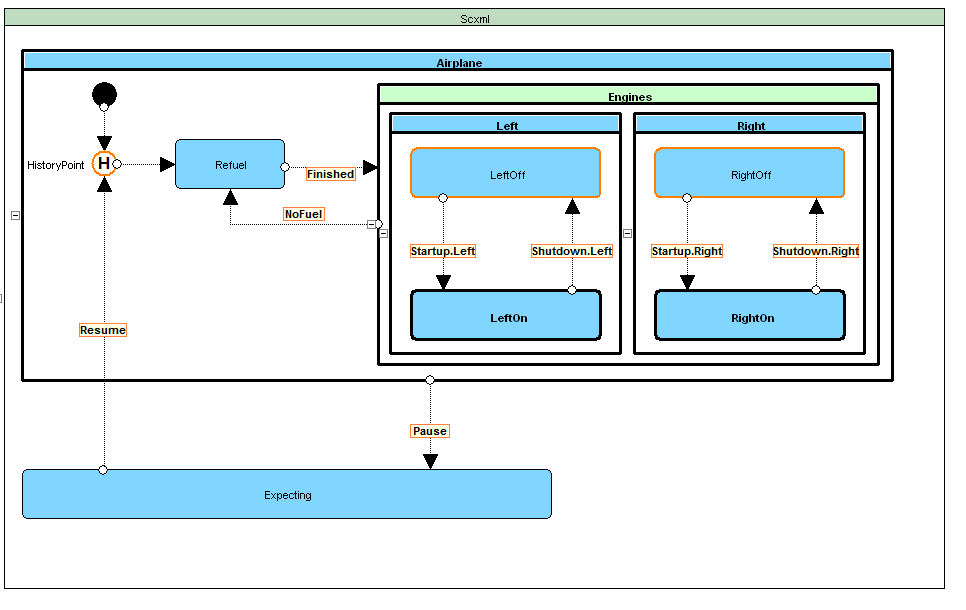 Scxml
Airplane
Engines
Left
Right
HistoryPoint
H
Refuel
Finished
LeftOff
RightOff
NoFuel
Startup.Left
Shutdown.Left
Startup.Right
Shutdown.Right
Resume
LeftOn
RightOn
Pause
Expecting